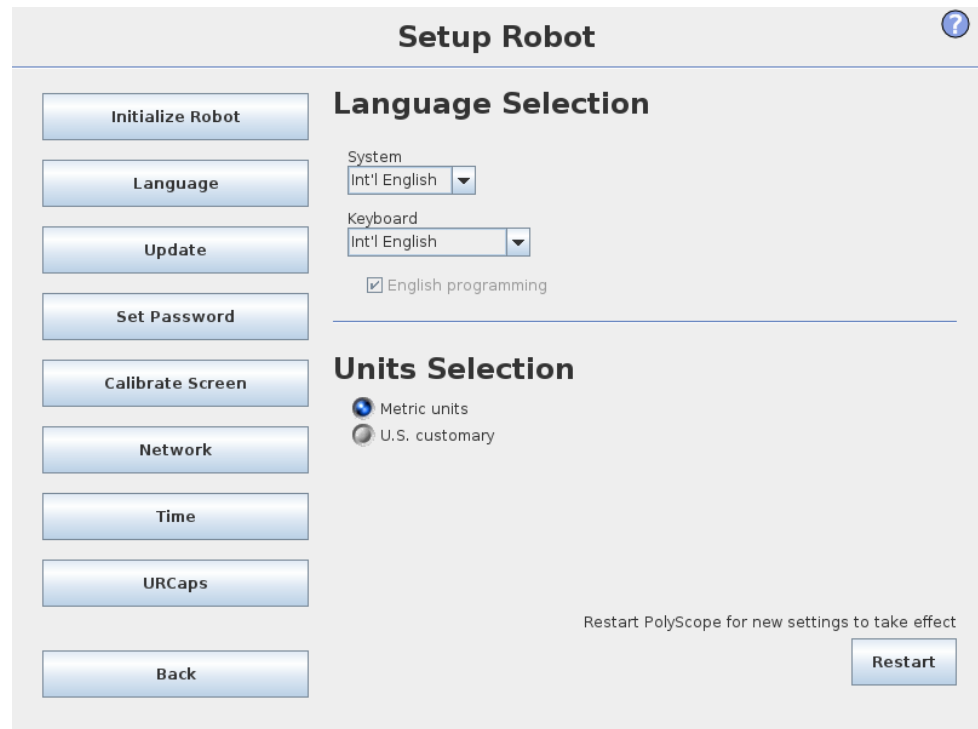 Setup Robot
?
Initialize Robot
Language
Update
Set Password
Calibrate Screen
Network
Time
URCaps
Back
Language Selection
System
Int'l English
Keyboard
Int'l English
English programming
Units Selection
Metric units
U.S. customary
Restart PolyScope for new settings to take effect
Restart